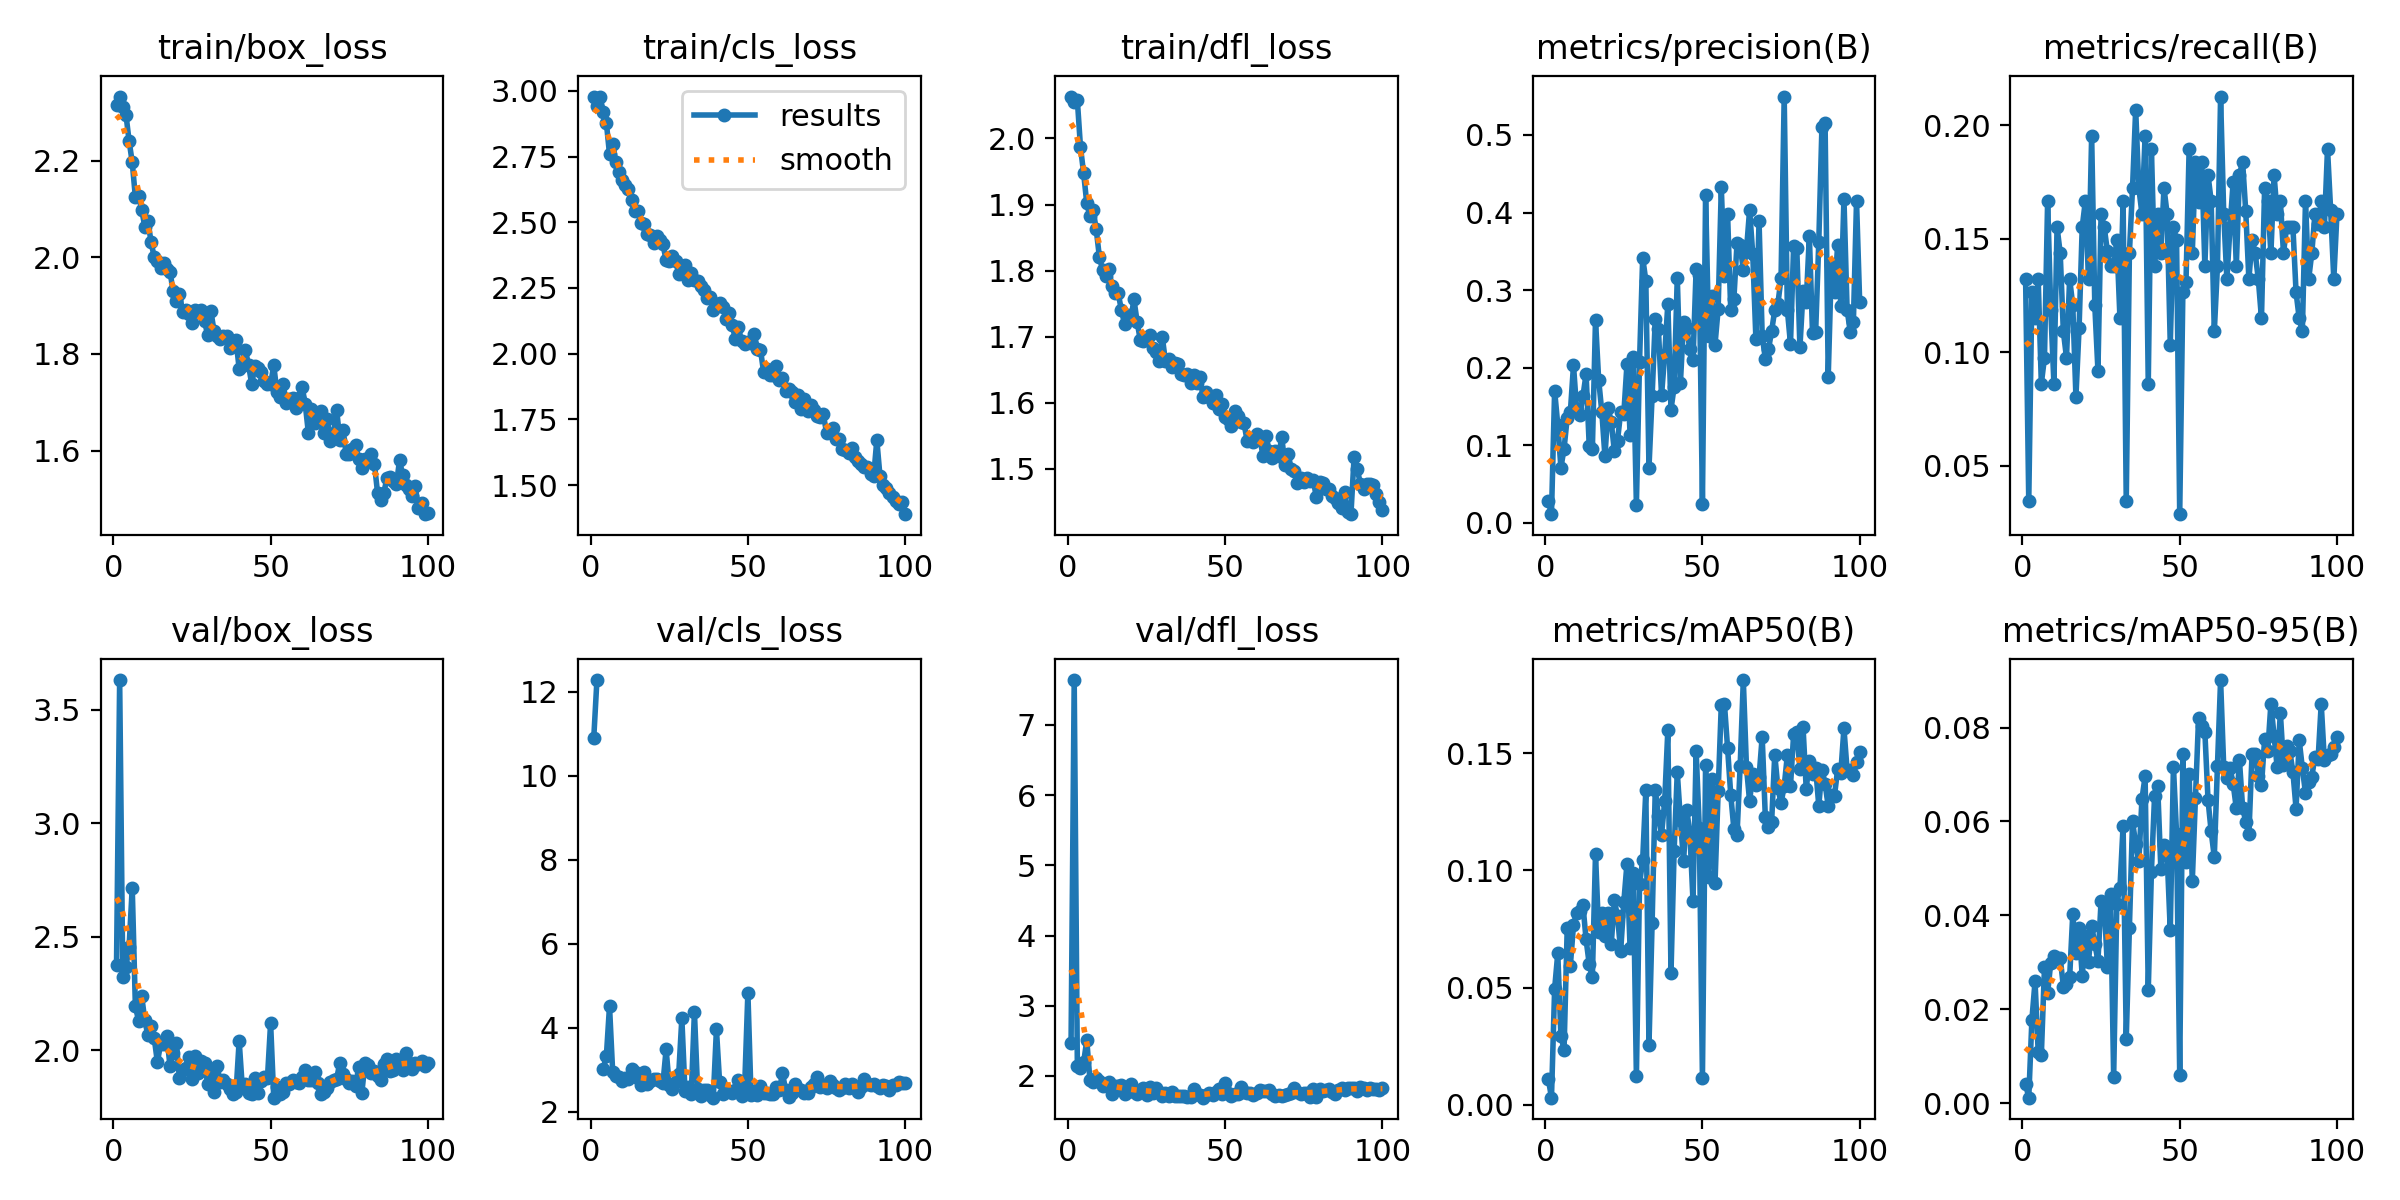 train/box_loss
2.2
2.0
1.8
1.6
0 50 100
train/cls_loss
results
smooth
3.00
2.75
2.50
2.25
2.00
1.75
1.50
0 50 100
train/dfl_loss
2.0
1.9
1.8
1.7
1.6
1.5
0 50 100
metrics/precision(B)
0.5
0.4
0.3
0.2
0.1
0.0
0 50 100
metrics/recall(B)
0.20
0.15
0.10
0.05
0 50 100
val/box_loss
3.5
3.0
2.5
2.0
0 50 100
val/cls_loss
12
10
8
6
4
2
0 50 100
val/dfl_loss
7
6
5
4
3
2
0 50 100
metrics/mAP50(B)
0.15
0.10
0.05
0.00
0 50 100
metrics/mAP50-95(B)
0.08
0.06
0.04
0.02
0.00
0 50 100